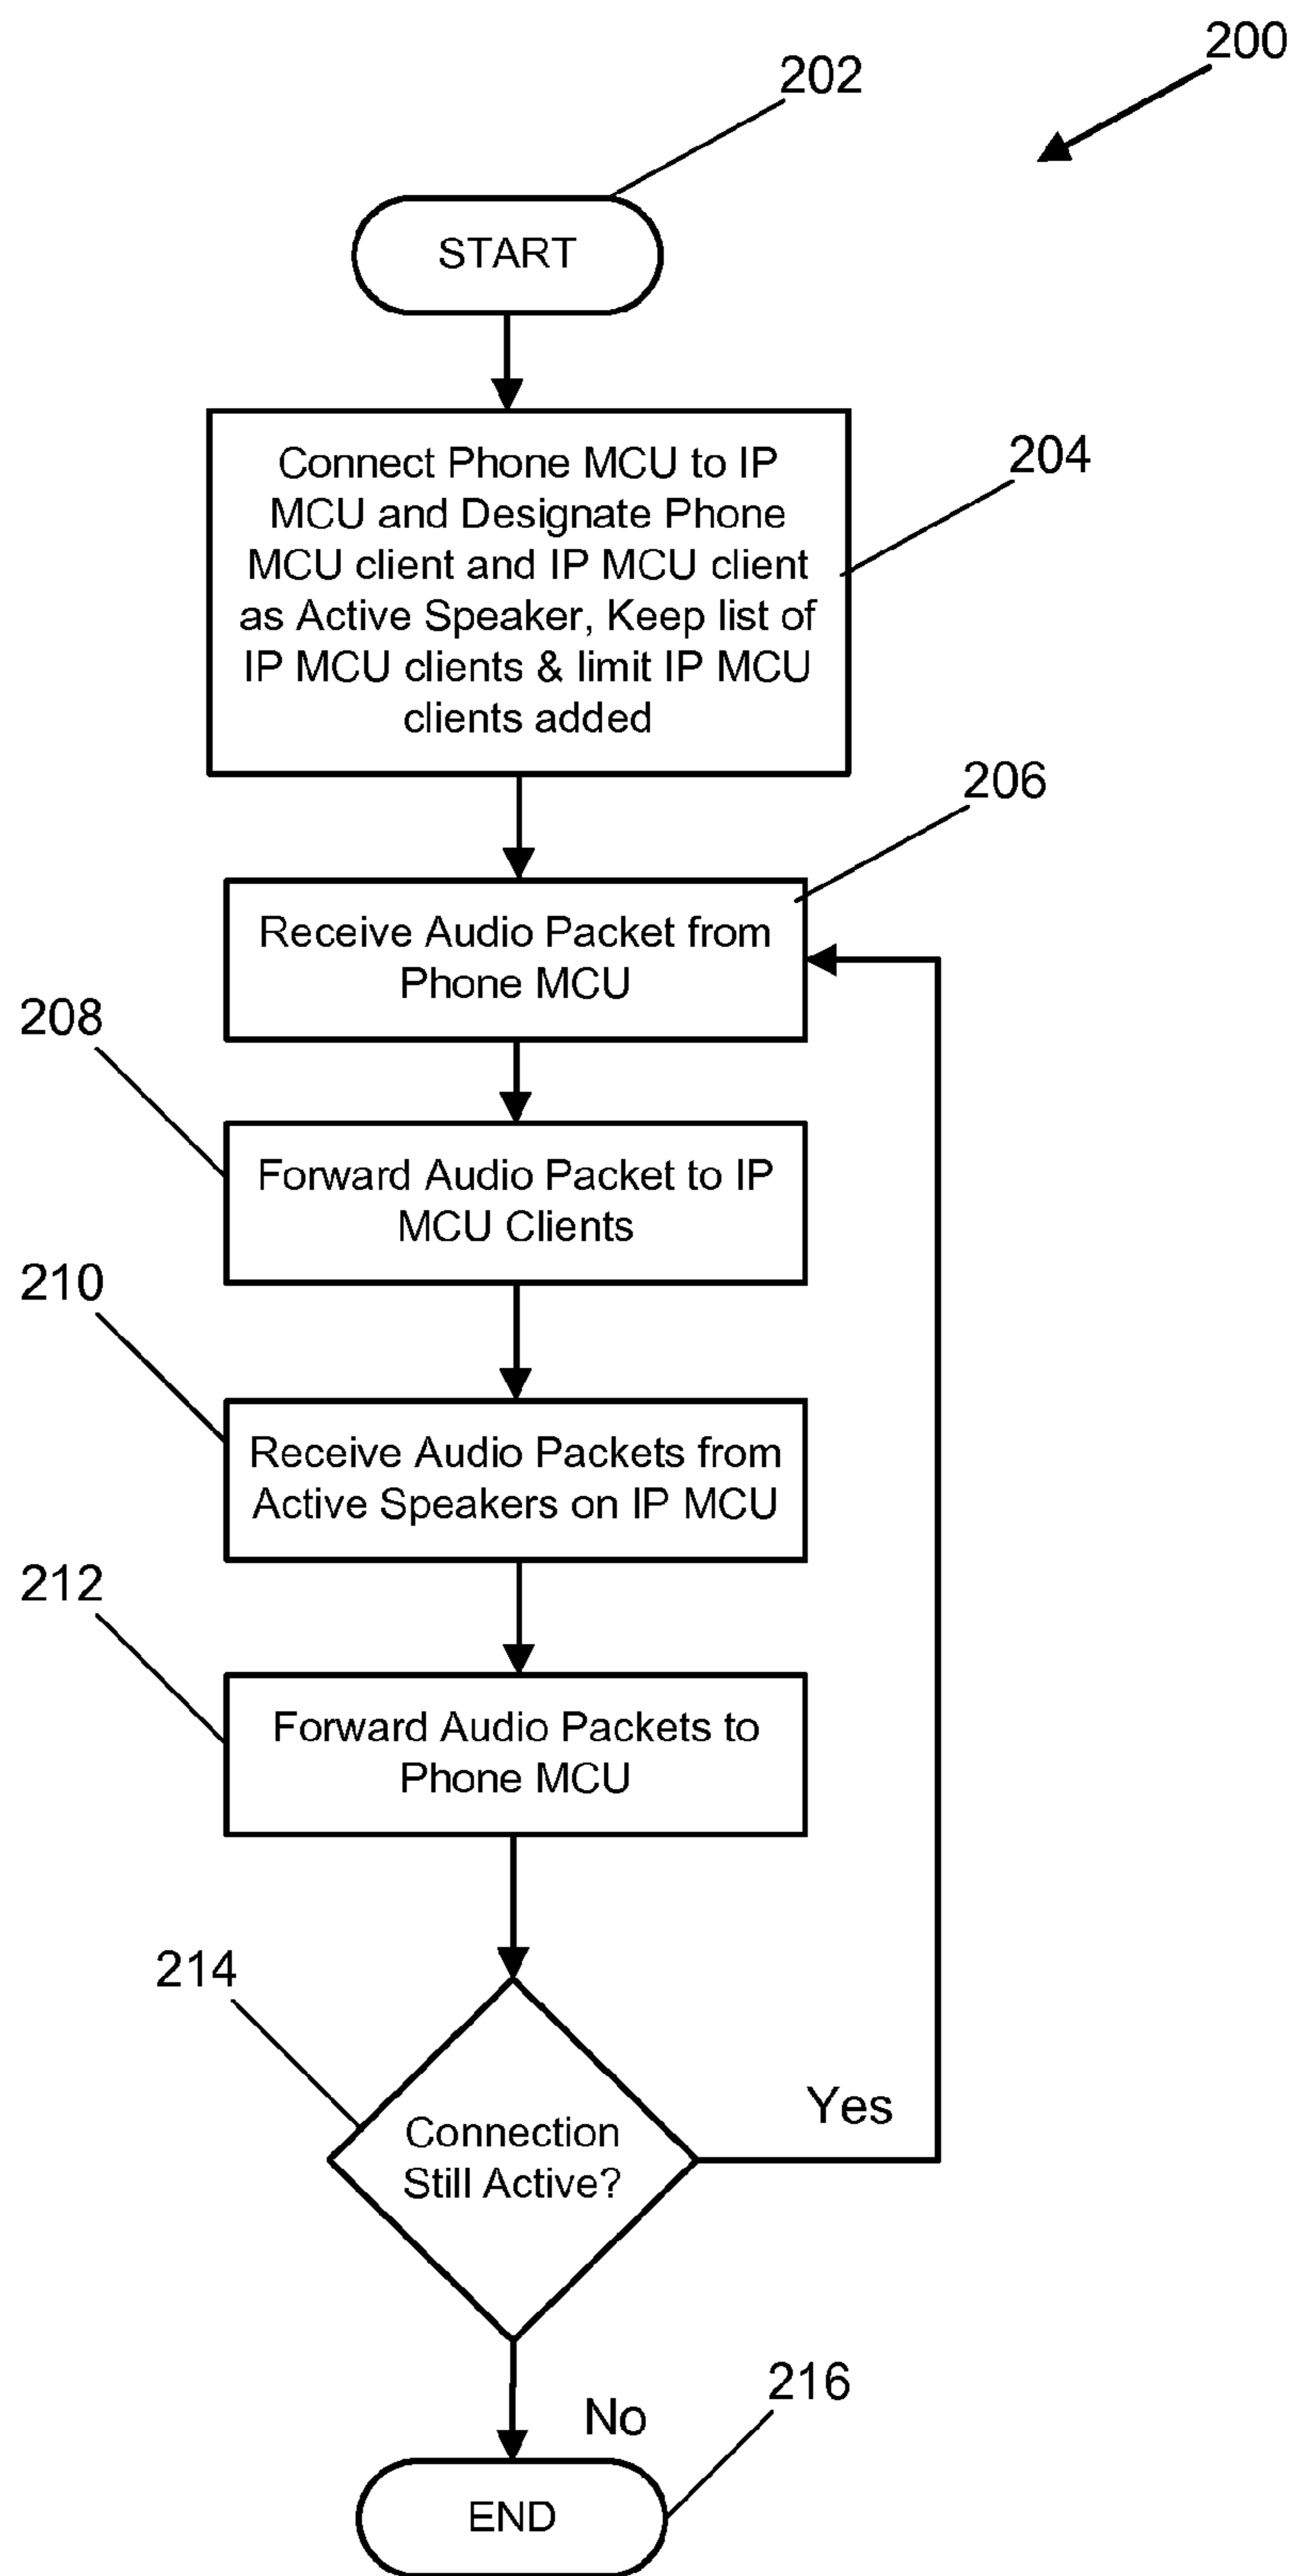 200
202
START
Connect Phone MCU to IP
MCU and Designate Phone
MCU client and IP MCU client
as Active Speaker, Keep list of
IP MCU clients & limit IP MCU
clients added
204
206
Receive Audio Packet from
Phone MCU
208
Forward Audio Packet to IP
MCU Clients
210
Receive Audio Packets from
Active Speakers on IP MCU
212
Forward Audio Packets to
Phone MCU
214
Connection
Still Active?
Yes
No
216
END